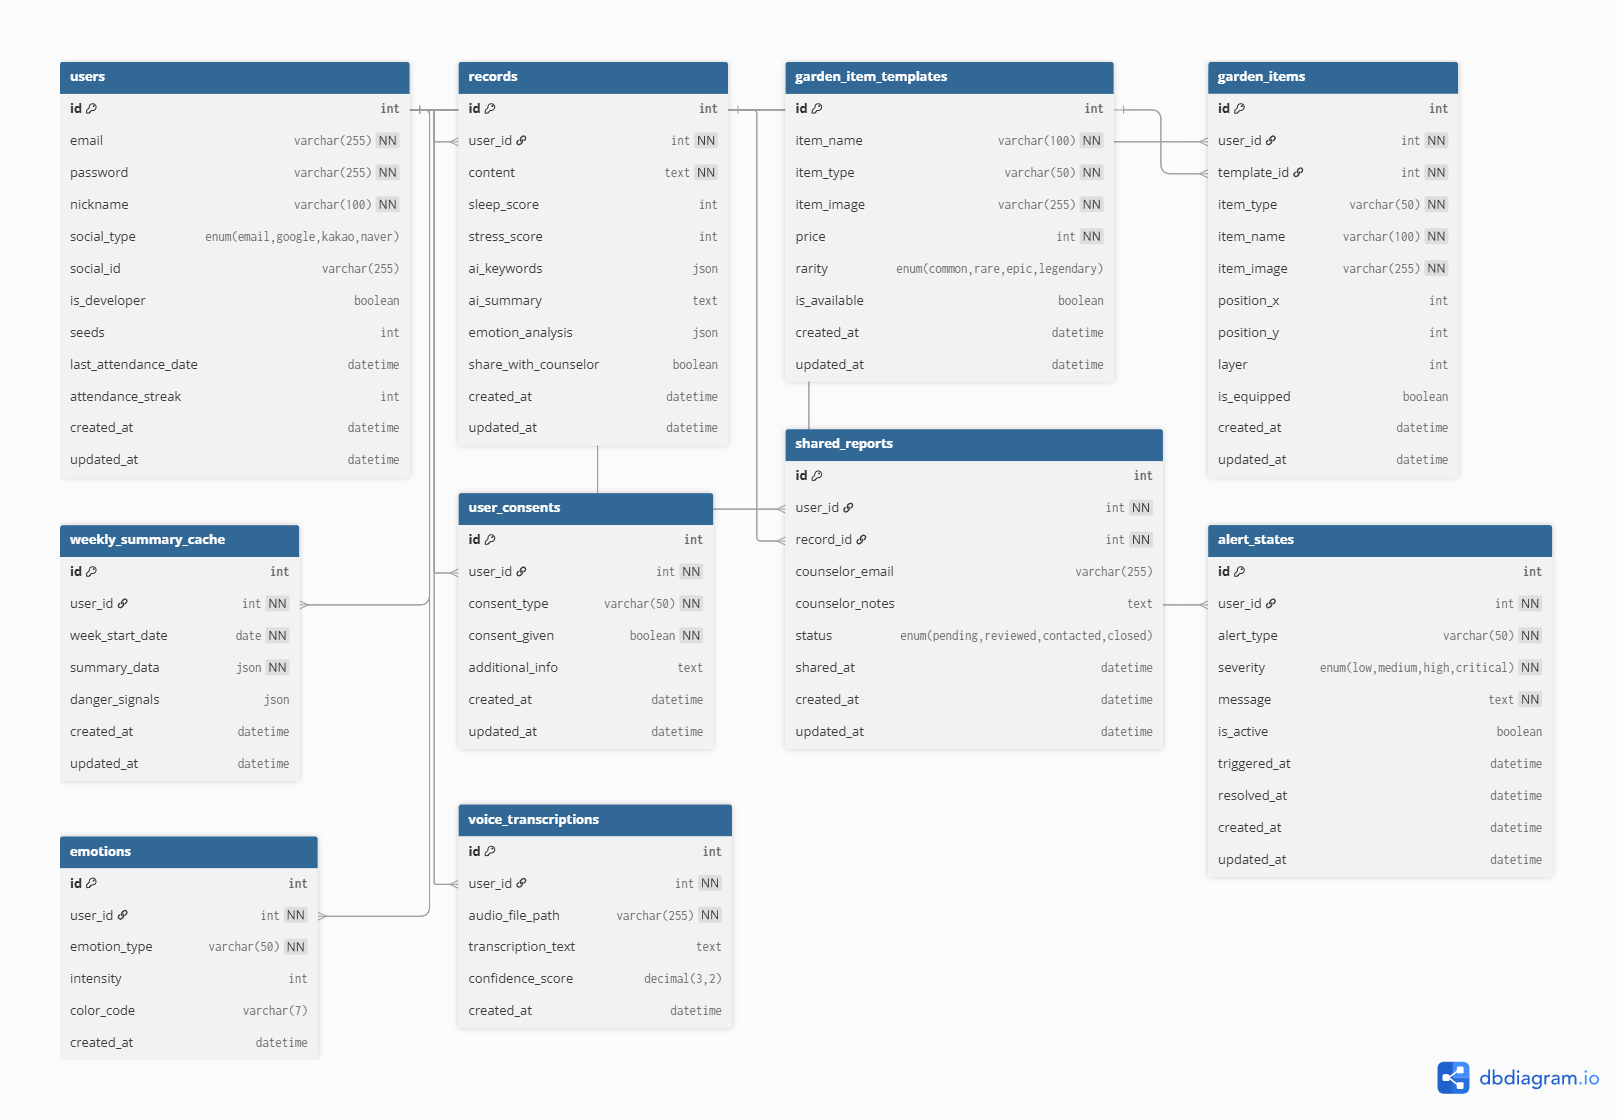 users
id int
email varchar(255) NN
password varchar(255) NN
nickname varchar(100) NN
social_type enum(email,google,kakao,naver)
social_id varchar(255)
is_developer boolean
seeds int
last_attendance_date datetime
attendance_streak int
created_at datetime
updated_at datetime
records
id int
user_id int NN
content text NN
sleep_score int
stress_score int
ai_keywords json
ai_summary text
emotion_analysis json
share_with_counselor boolean
created_at datetime
updated_at datetime
garden_item_templates
id int
item_name varchar(100) NN
item_type varchar(50) NN
item_image varchar(255) NN
price int NN
rarity enum(common,rare,epic,legendary)
is_available boolean
created_at datetime
updated_at datetime
garden_items
id int
user_id int NN
template_id int NN
item_type varchar(50) NN
item_name varchar(100) NN
item_image varchar(255) NN
position_x int
position_y int
layer int
is_equipped boolean
created_at datetime
updated_at datetime
weekly_summary_cache
id int
user_id int NN
week_start_date date NN
summary_data json NN
danger_signals json
created_at datetime
updated_at datetime
user_consents
id int
user_id int NN
consent_type varchar(50) NN
consent_given boolean NN
additional_info text
created_at datetime
updated_at datetime
shared_reports
id int
user_id int NN
record_id int NN
counselor_email varchar(255)
counselor_notes text
status enum(pending,reviewed,contacted,closed)
shared_at datetime
created_at datetime
updated_at datetime
alert_states
id int
user_id int NN
alert_type varchar(50) NN
severity enum(low,medium,high,critical) NN
message text NN
is_active boolean
triggered_at datetime
resolved_at datetime
created_at datetime
updated_at datetime
emotions
id int
user_id int NN
emotion_type varchar(50) NN
intensity int
color_code varchar(7)
created_at datetime
voice_transcriptions
id int
user_id int NN
audio_file_path varchar(255) NN
transcription_text text
confidence_score decimal(3,2)
created_at datetime
dbdiagram.io